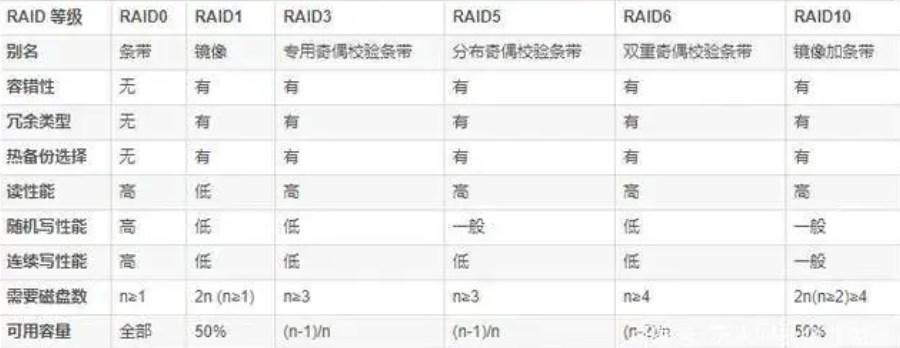 RAID 等级 RAID0 RAID1 RAID3 RAID5 RAID6 RAID10
别名 条带 镜像 专用奇偶校验条带 分布奇偶校验条带 双重奇偶校验条带 镜像加条带
容错性 无 有 有 有 有 有
冗余类型 无 有 有 有 有 有
热备份选择 无 有 有 有 有 有
读性能 高 低 高 高 高 高
随机写性能 高 低 低 一般 低 一般
连续写性能 高 低 低 低 低 一般
需要磁盘数 n≥1 2n (n≥1) n≥3 n≥3 n≥4 2n(n≥2)≥4
可用容量 全部 50% (n-1)/n (n-1)/n 50%